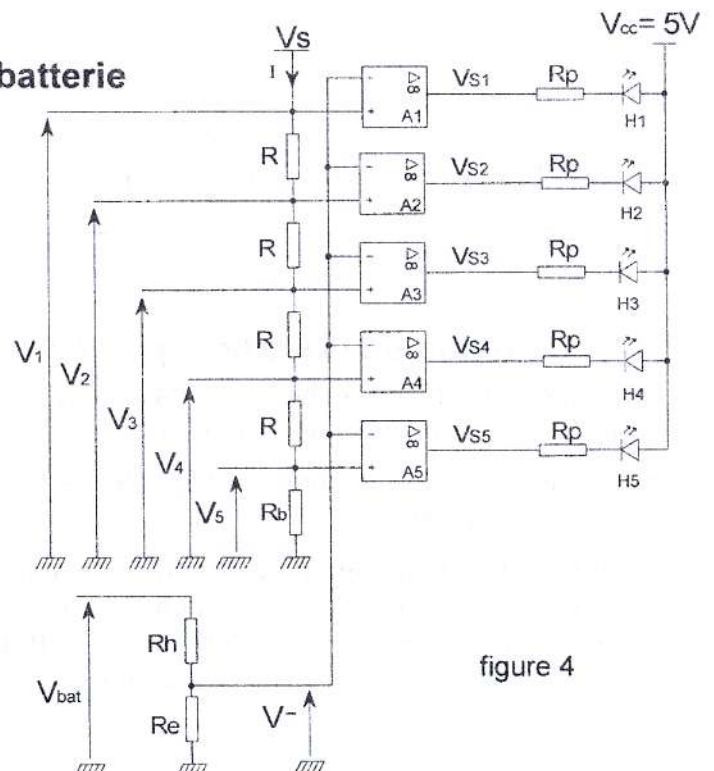 batterie
Vs
Vcc= 5V
I
- ▷∞ + A1
VS1 Rp H1
R
- ▷∞ + A2
VS2 Rp H2
R
- ▷∞ + A3
VS3 Rp H3
R
- ▷∞ + A4
VS4 Rp H4
R
- ▷∞ + A5
VS5 Rp H5
V1
V2
V3
V4
V5
Rb
Rh
Vbat
Re
V-
figure 4